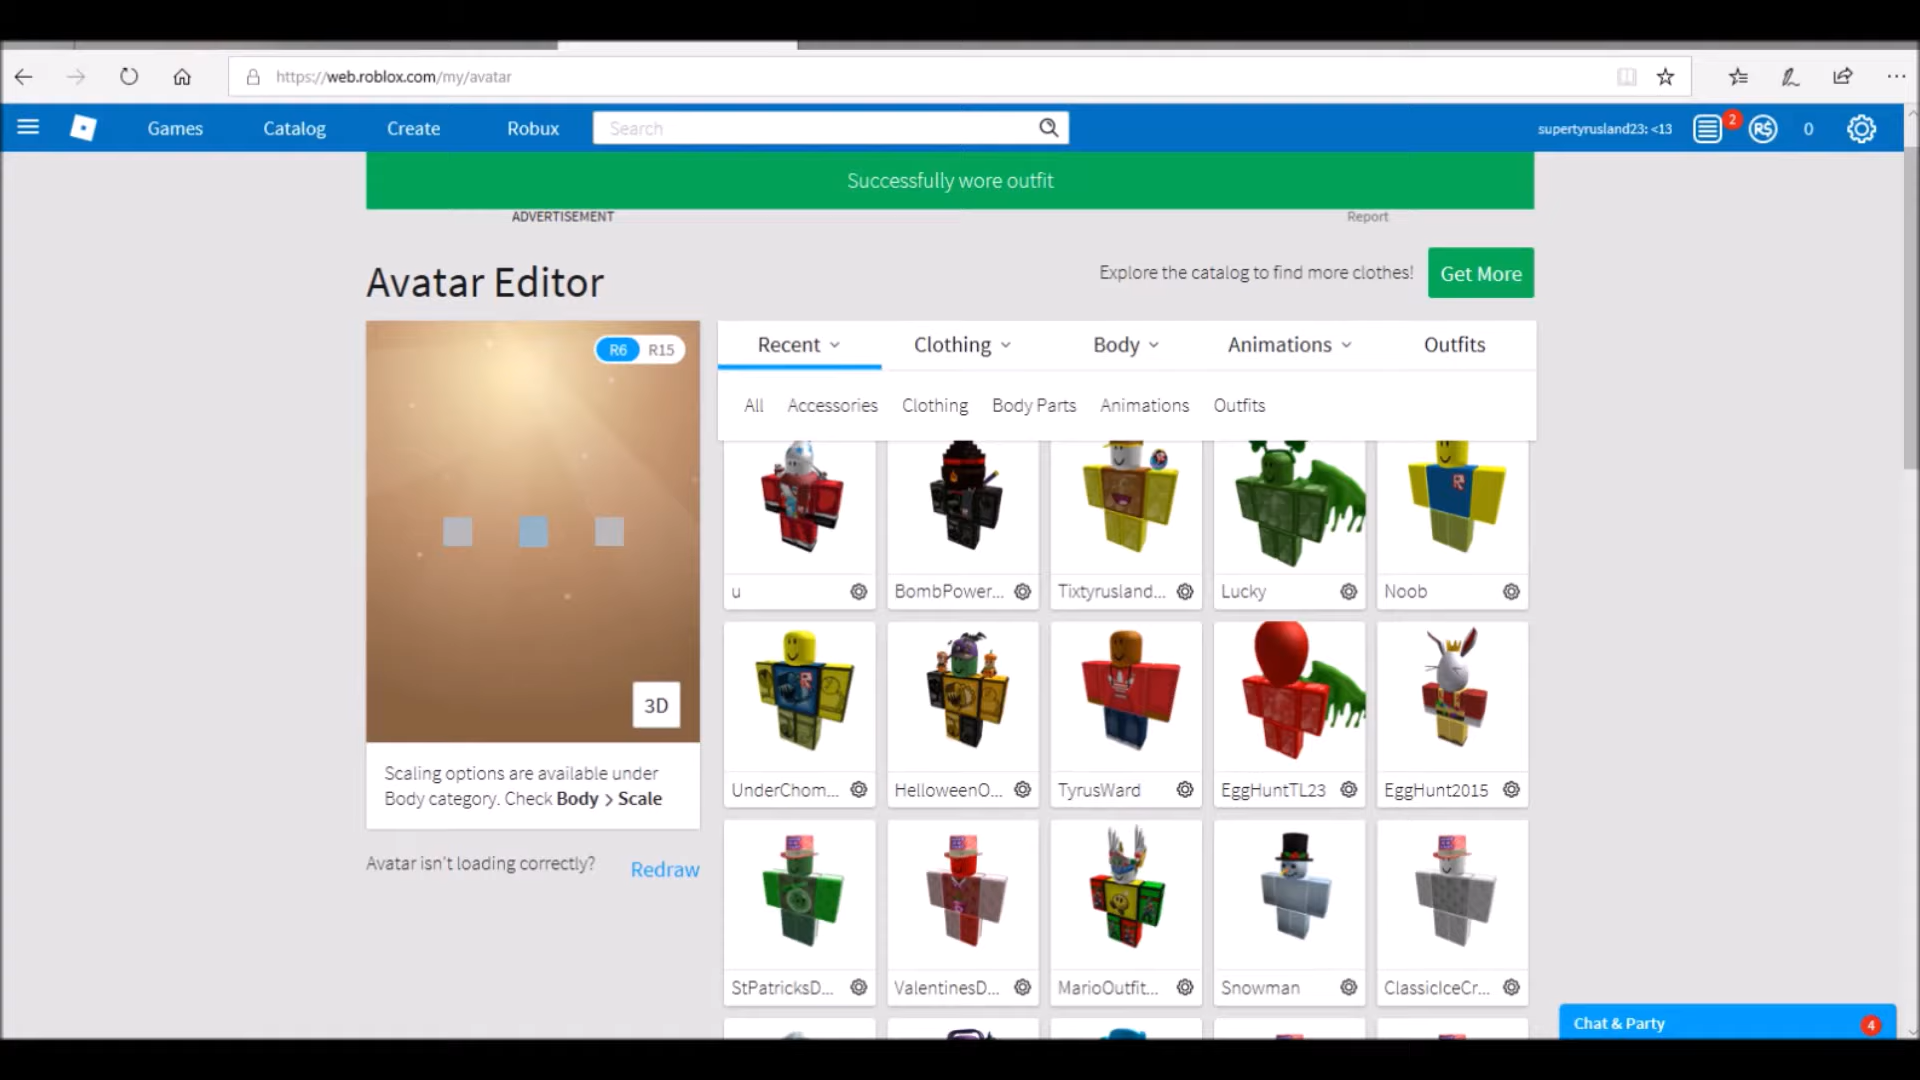 https://web.roblox.com/my/avatar
Games Catalog Create Robux Search supertyrusland23: <13 2 R$ 0
Successfully wore outfit
ADVERTISEMENT Report
Avatar Editor Explore the catalog to find more clothes! Get More
R6 R15 Recent Clothing Body Animations Outfits
All Accessories Clothing Body Parts Animations Outfits
u BombPower... Tixtyrusland... Lucky Noob
3D
UnderChom... HelloweenO... TyrusWard EggHuntTL23 EggHunt2015
Scaling options are available under
Body category. Check Body > Scale
Avatar isn't loading correctly? Redraw
StPatricksD... ValentinesD... MarioOutfit... Snowman ClassicIceCr...
Chat & Party 4